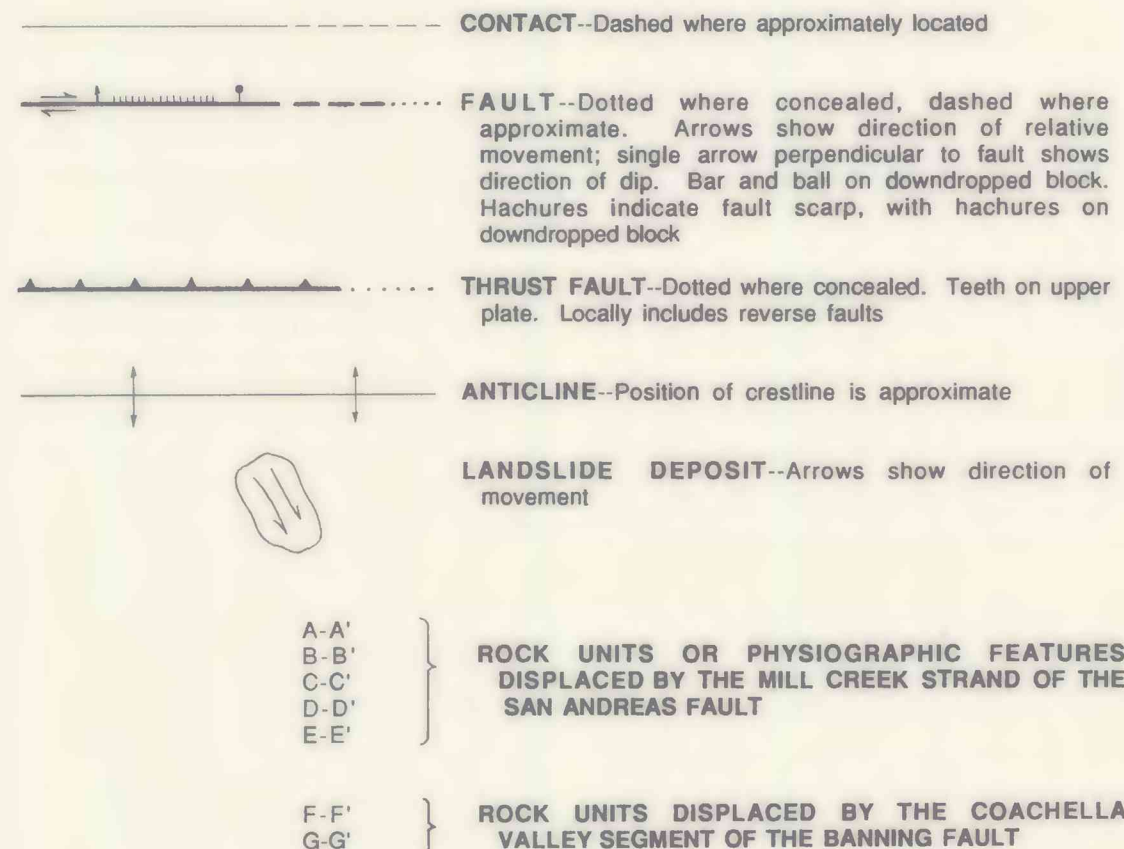 CONTACT--Dashed where approximately located
FAULT--Dotted where concealed, dashed where
approximate. Arrows show direction of relative
movement; single arrow perpendicular to fault shows
direction of dip. Bar and ball on downdropped block.
Hachures indicate fault scarp, with hachures on
downdropped block
THRUST FAULT--Dotted where concealed. Teeth on upper
plate. Locally includes reverse faults
ANTICLINE--Position of crestline is approximate
LANDSLIDE DEPOSIT--Arrows show direction of
movement
A-A'
B-B'
C-C'
D-D'
E-E'
ROCK UNITS OR PHYSIOGRAPHIC FEATURES
DISPLACED BY THE MILL CREEK STRAND OF THE
SAN ANDREAS FAULT
F-F'
G-G'
ROCK UNITS DISPLACED BY THE COACHELLA
VALLEY SEGMENT OF THE BANNING FAULT